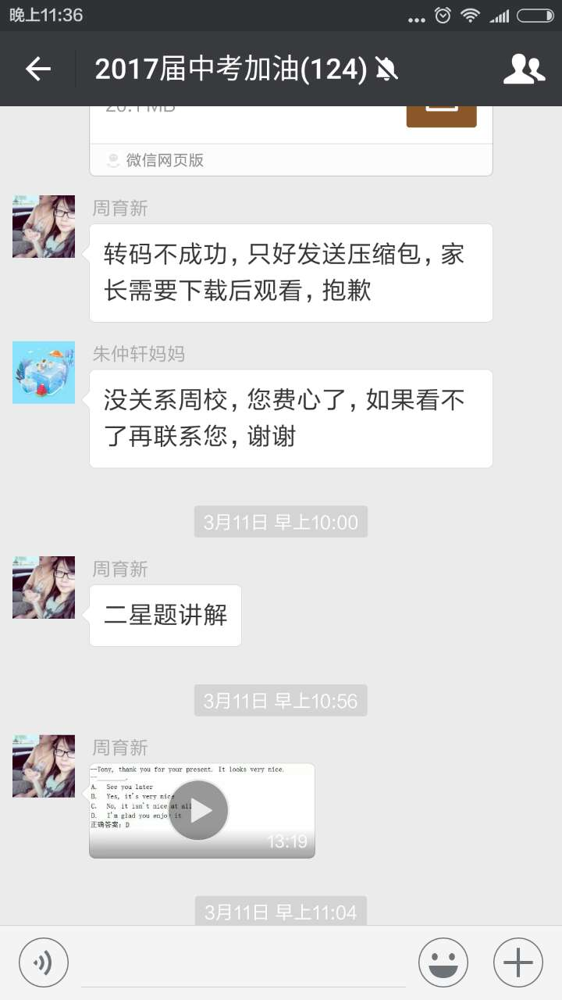 晚上11:36
2017届中考加油(124)
20.1 MB
微信网页版
周育新
转码不成功，只好发送压缩包，家
长需要下载后观看，抱歉
朱仲轩妈妈
没关系周校，您费心了，如果看不
了再联系您，谢谢
3月11日 早上10:00
周育新
二星题讲解
3月11日 早上10:56
周育新
—Tony, thank you for your present. It looks very nice.
—________.
A. See you later
B. Yes, it's very nice
C. No, it isn't nice at all
D. I'm glad you enjoy it
正确答案：D
13:19
3月11日 早上11:04